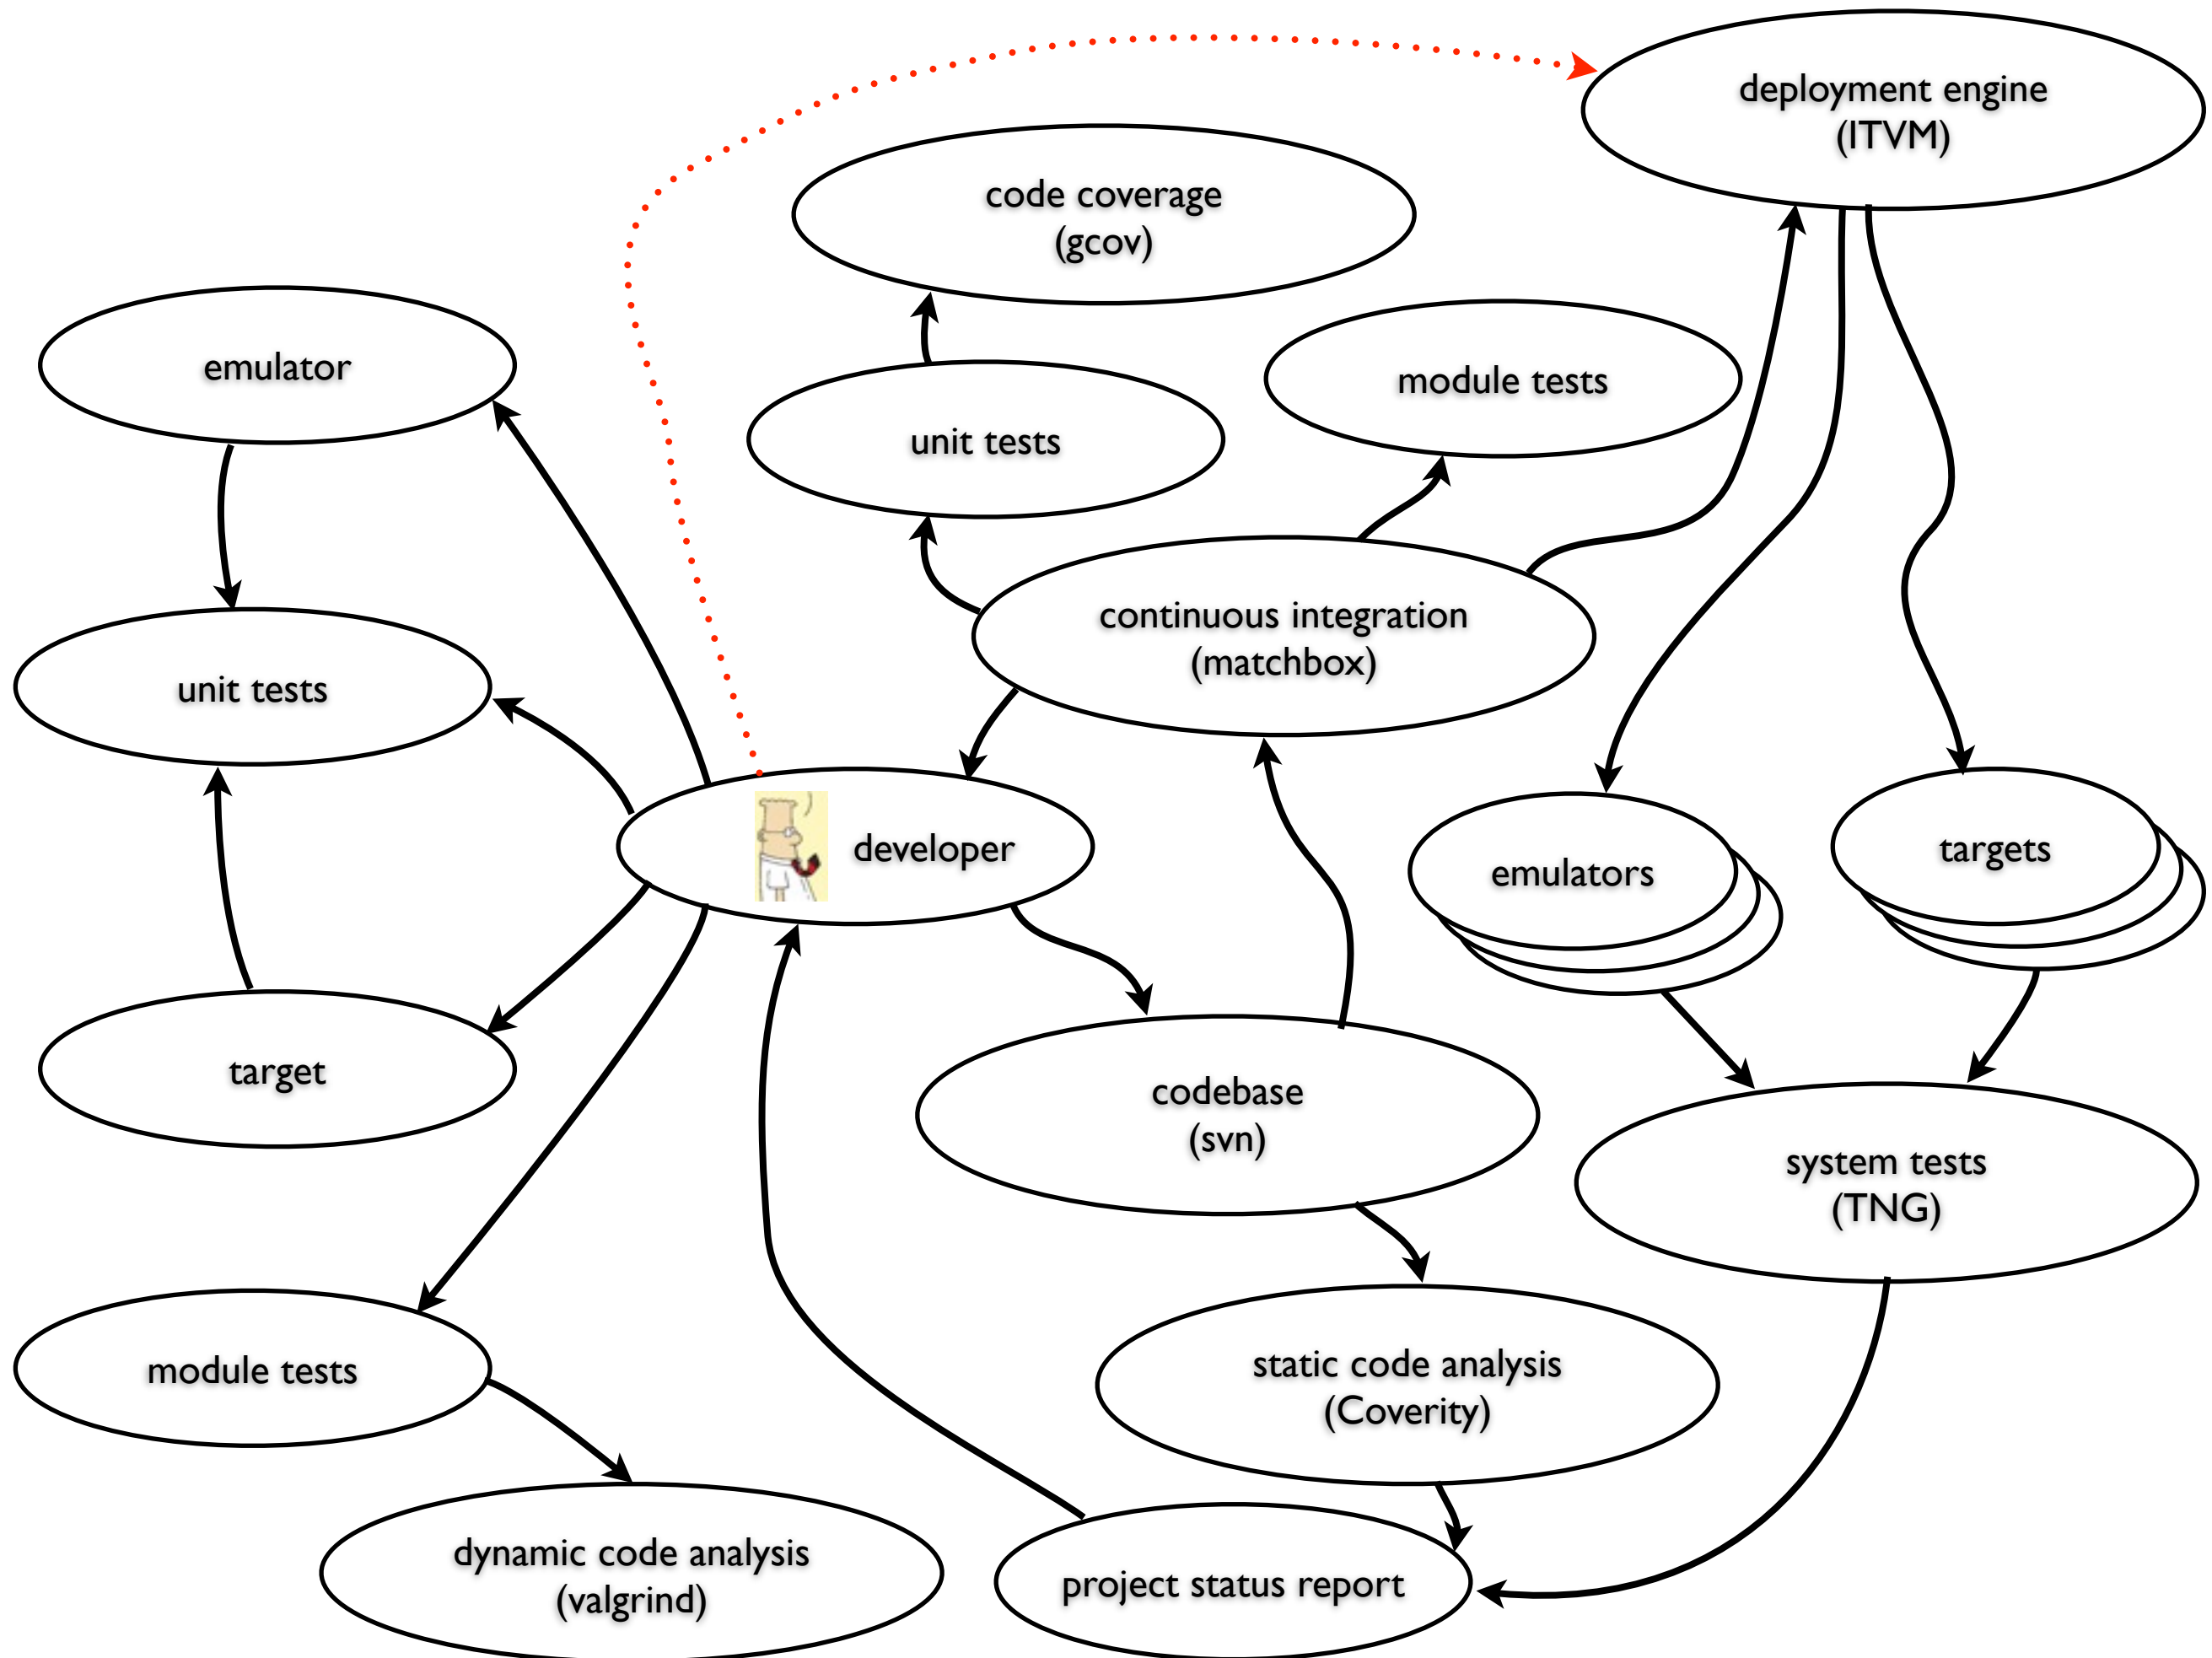 deployment engine
(ITVM)
code coverage
(gcov)
emulator
module tests
unit tests
continuous integration
(matchbox)
unit tests
developer
targets
emulators
target
codebase
(svn)
system tests
(TNG)
static code analysis
(Coverity)
module tests
dynamic code analysis
(valgrind)
project status report